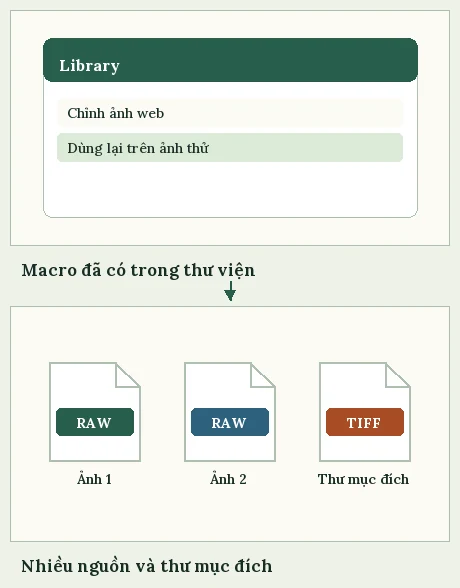 Library
Chỉnh ảnh web
Dùng lại trên ảnh thử
Macro đã có trong thư viện
RAW
RAW
TIFF
Ảnh 1
Ảnh 2
Thư mục đích
Nhiều nguồn và thư mục đích